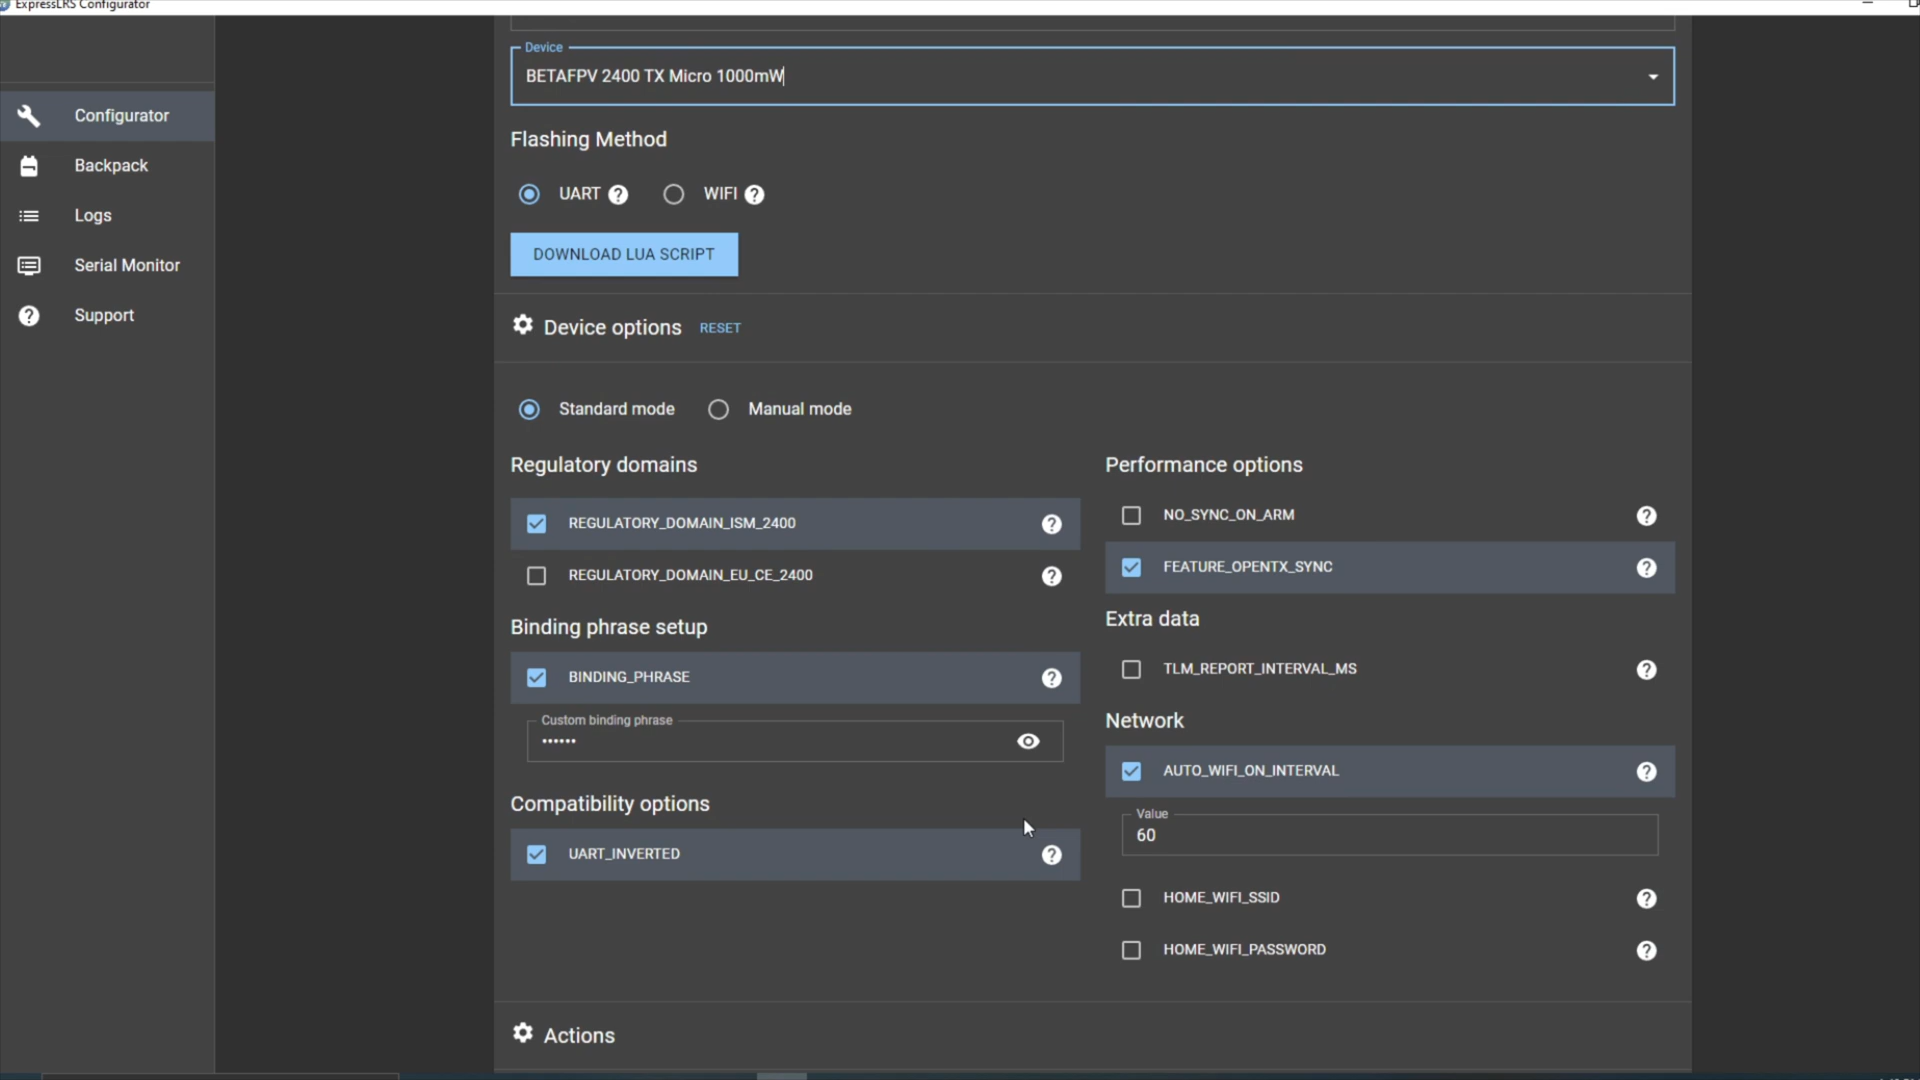 ExpressLRS Configurator
Configurator
Backpack
Logs
Serial Monitor
Support
Device
BETAFPV 2400 TX Micro 1000mW
Flashing Method
UART ? WIFI ?
DOWNLOAD LUA SCRIPT
Device options RESET
Standard mode Manual mode
Regulatory domains
REGULATORY_DOMAIN_ISM_2400 ?
REGULATORY_DOMAIN_EU_CE_2400 ?
Binding phrase setup
BINDING_PHRASE ?
Custom binding phrase
••••••
Compatibility options
UART_INVERTED ?
Performance options
NO_SYNC_ON_ARM ?
FEATURE_OPENTX_SYNC ?
Extra data
TLM_REPORT_INTERVAL_MS ?
Network
AUTO_WIFI_ON_INTERVAL ?
Value
60
HOME_WIFI_SSID ?
HOME_WIFI_PASSWORD ?
Actions